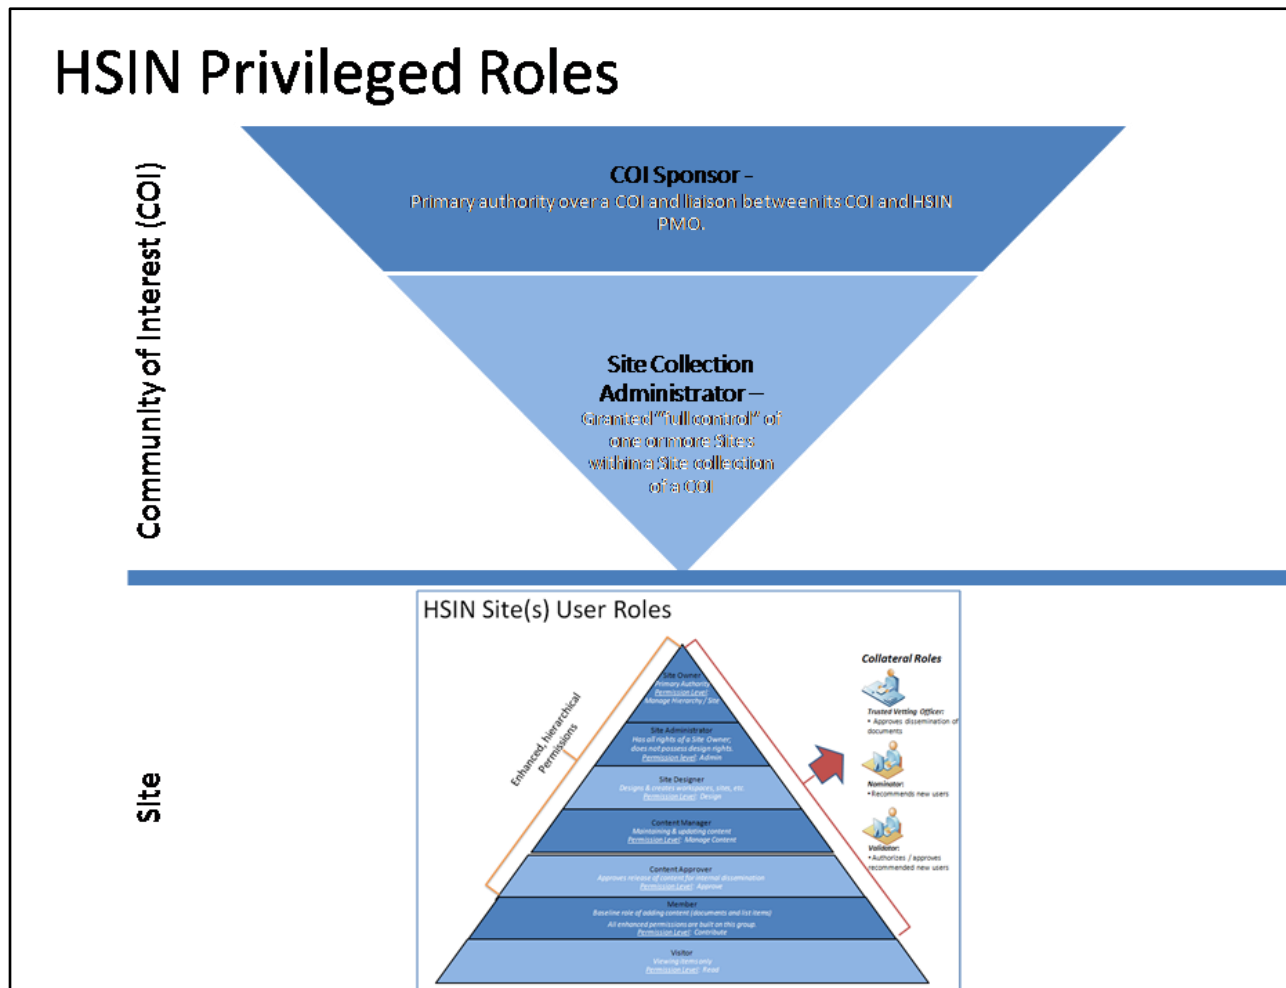 HSIN Privileged Roles
Community of Interest (COI)
COI Sponsor -
Primary authority over a COI and liaison between its COI and HSIN
PMO.
Site Collection
Administrator –
Granted "full control" of
one or more Sites
within a Site collection
of a COI
Site
HSIN Site(s) User Roles
Enhanced, hierarchical
Permissions
Site Owner
Primary Authority
Permission Level:
Manage Hierarchy / Site
Site Administrator
Has all rights of a Site Owner;
does not possess design rights.
Permission level: Admin
Site Designer
Designs & creates workspaces, sites, etc
Permission Level: Design
Content Manager
Maintaining & updating content
Permission Level: Manage Content
Content Approver
Approves release of content for internal dissemination
Permission Level: Approve
Member
Baseline role of adding content (documents and list items)
All enhanced permissions are built on this group.
Permission Level: Contribute
Visitor
Viewing items only
Permission Level: Read
Collateral Roles
Trusted Vetting Officer:
• Approves dissemination of
documents
Nominator:
• Recommends new users
Validator:
• Authorizes / approves
recommended new users